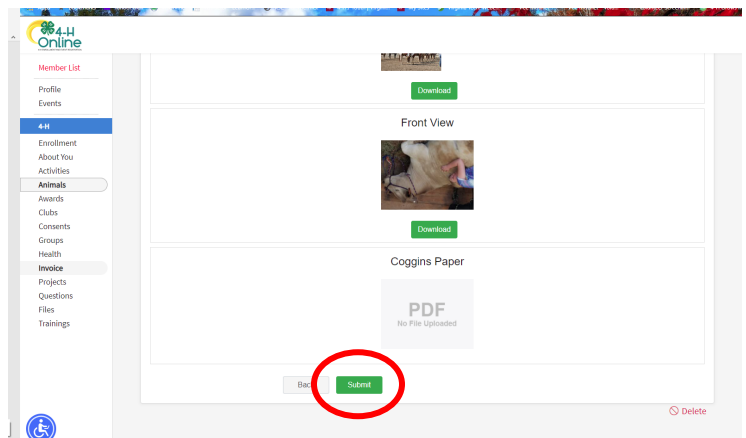 4-H
Online
Member List
Profile
Events
4-H
Enrollment
About You
Activities
Animals
Awards
Clubs
Consents
Groups
Health
Invoice
Projects
Questions
Files
Trainings
Download
Front View
Download
Coggins Paper
PDF
No File Uploaded
Submit
Delete